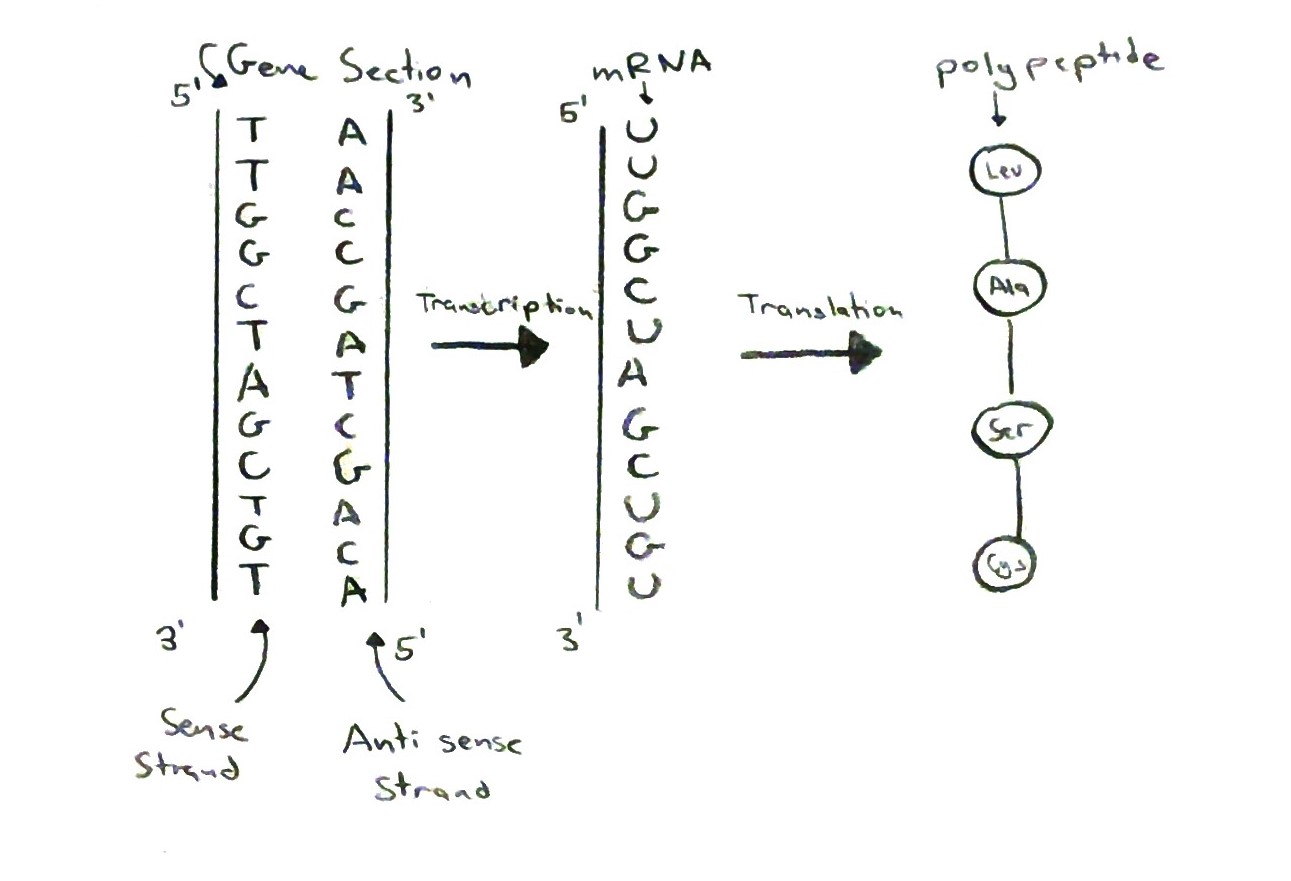 Gene Section
5' 3'
T A
T A
G C
G C
C G
T A
A T
G C
C G
T A
G C
T A
3' 5'
Sense
Strand
Anti sense
Strand
Transcription
mRNA
5'
U
U
G
G
C
U
A
G
C
U
G
U
3'
Translation
polypeptide
Leu
Ala
Ser
Cys